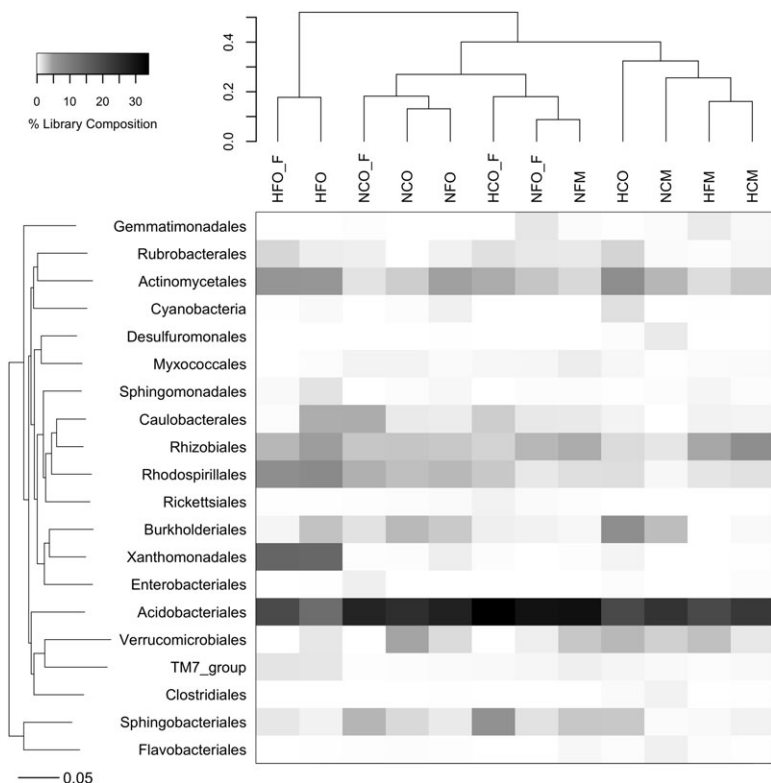 0 10 20 30
% Library Composition
0.4
0.2
0.0
HFO_F HFO NCO_F NCO NFO HCO_F NFO_F NFM HCO NCM HFM HCM
Gemmatimonadales
Rubrobacterales
Actinomycetales
Cyanobacteria
Desulfuromonales
Myxococcales
Sphingomonadales
Caulobacterales
Rhizobiales
Rhodospirillales
Rickettsiales
Burkholderiales
Xanthomonadales
Enterobacteriales
Acidobacteriales
Verrucomicrobiales
TM7_group
Clostridiales
Sphingobacteriales
Flavobacteriales
0.05